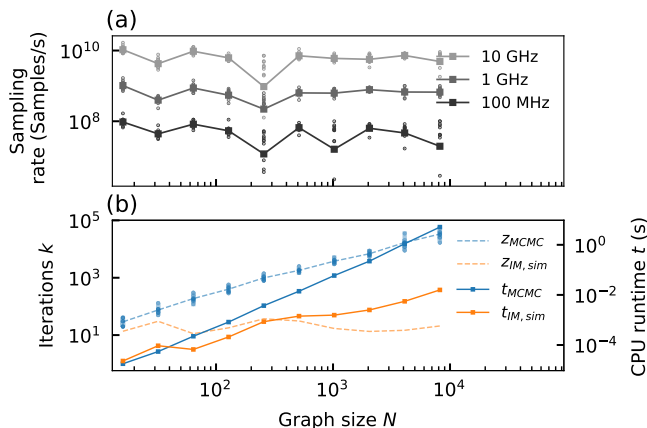 (a)
10^10
10^8
Sampling
rate (Samples/s)
10 GHz
1 GHz
100 MHz
(b)
10^5
10^3
10^1
Iterations k
z_MCMC
z_IM, sim
t_MCMC
t_IM, sim
10^0
10^−2
10^−4
CPU runtime t (s)
10^2
10^3
10^4
Graph size N